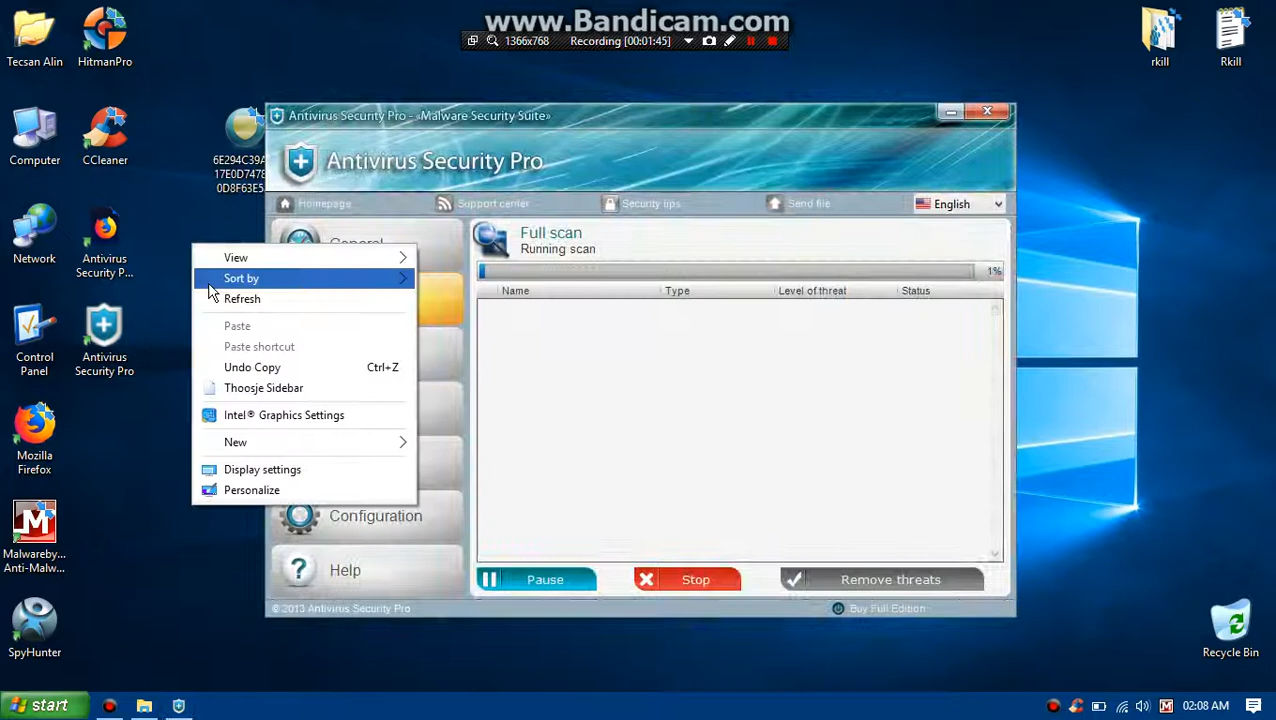 www.Bandicam.com
1366x768 Recording [00:01:45]
Tecsan Alin
HitmanPro
rkill
Rkill
Computer
CCleaner
6E294C39A
17E0D747
0D8F63E5
Network
Antivirus
Security P...
Control
Panel
Antivirus
Security Pro
Mozilla
Firefox
Malwareby...
Anti-Malw...
SpyHunter
Recycle Bin
Antivirus Security Pro - «Malware Security Suite»
Antivirus Security Pro
Homepage Support center Security tips Send file English
General
Full scan
Running scan
1%
Name Type Level of threat Status
View
Sort by
Refresh
Paste
Paste shortcut
Undo Copy Ctrl+Z
Thoosje Sidebar
Intel® Graphics Settings
New
Display settings
Personalize
Configuration
Help
Pause Stop Remove threats
© 2013 Antivirus Security Pro Buy Full Edition
start 02:08 AM